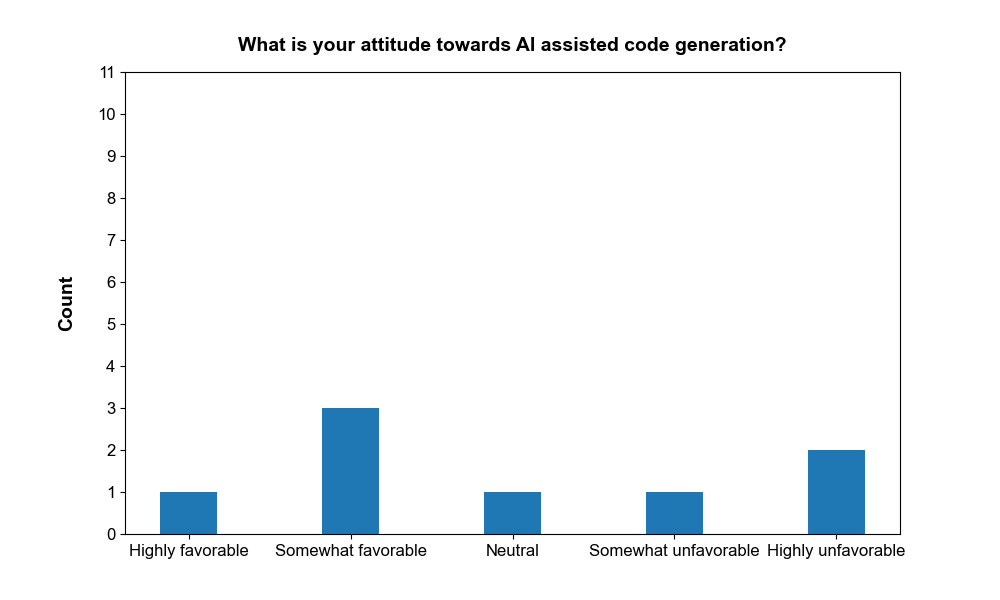 What is your attitude towards AI assisted code generation?
11
10
9
8
7
6
5
4
3
2
1
0
Count
Highly favorable
Somewhat favorable
Neutral
Somewhat unfavorable
Highly unfavorable